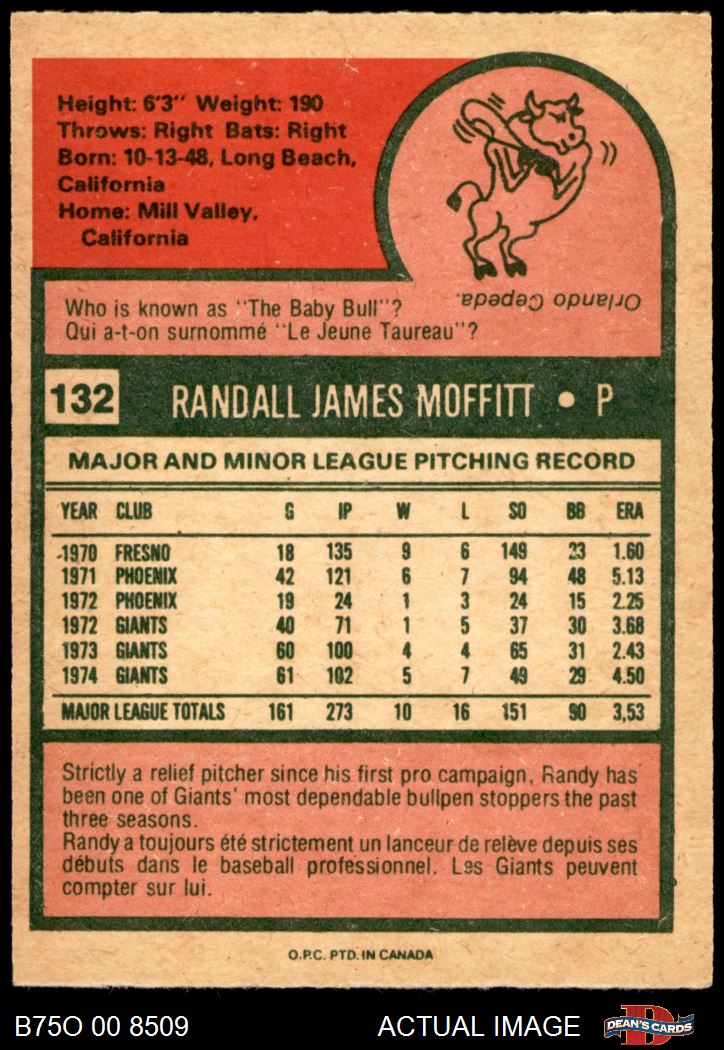 Height: 6'3" Weight: 190
Throws: Right Bats: Right
Born: 10-13-48, Long Beach,
California
Home: Mill Valley,
California
Orlando Cepeda.
Who is known as "The Baby Bull"?
Qui a-t-on surnommé "Le Jeune Taureau"?
132 RANDALL JAMES MOFFITT • P
MAJOR AND MINOR LEAGUE PITCHING RECORD
YEAR CLUB G IP W L SO BB ERA
1970 FRESNO 18 135 9 6 149 23 1.60
1971 PHOENIX 42 121 6 7 94 48 5.13
1972 PHOENIX 19 24 1 3 24 15 2.25
1972 GIANTS 40 71 1 5 37 30 3.68
1973 GIANTS 60 100 4 4 65 31 2.43
1974 GIANTS 61 102 5 7 49 29 4.50
MAJOR LEAGUE TOTALS 161 273 10 16 151 90 3,53
Strictly a relief pitcher since his first pro campaign, Randy has
been one of Giants' most dependable bullpen stoppers the past
three seasons.
Randy a toujours été strictement un lanceur de relève depuis ses
débuts dans le baseball professionnel. Les Giants peuvent
compter sur lui.
O.P.C. PTD. IN CANADA
B75O 00 8509 ACTUAL IMAGE DEAN'S CARDS